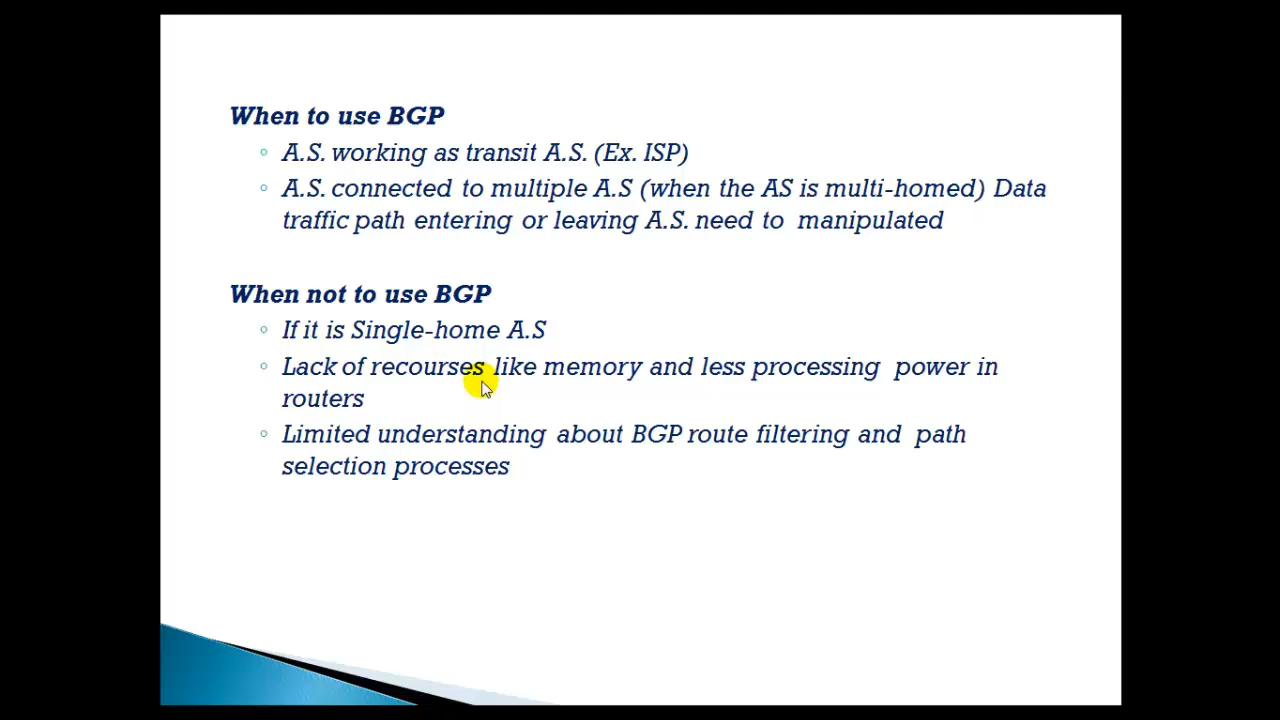 When to use BGP
A.S. working as transit A.S. (Ex. ISP)
A.S. connected to multiple A.S (when the AS is multi-homed) Data
traffic path entering or leaving A.S. need to manipulated
When not to use BGP
If it is Single-home A.S
Lack of recourses like memory and less processing power in
routers
Limited understanding about BGP route filtering and path
selection processes